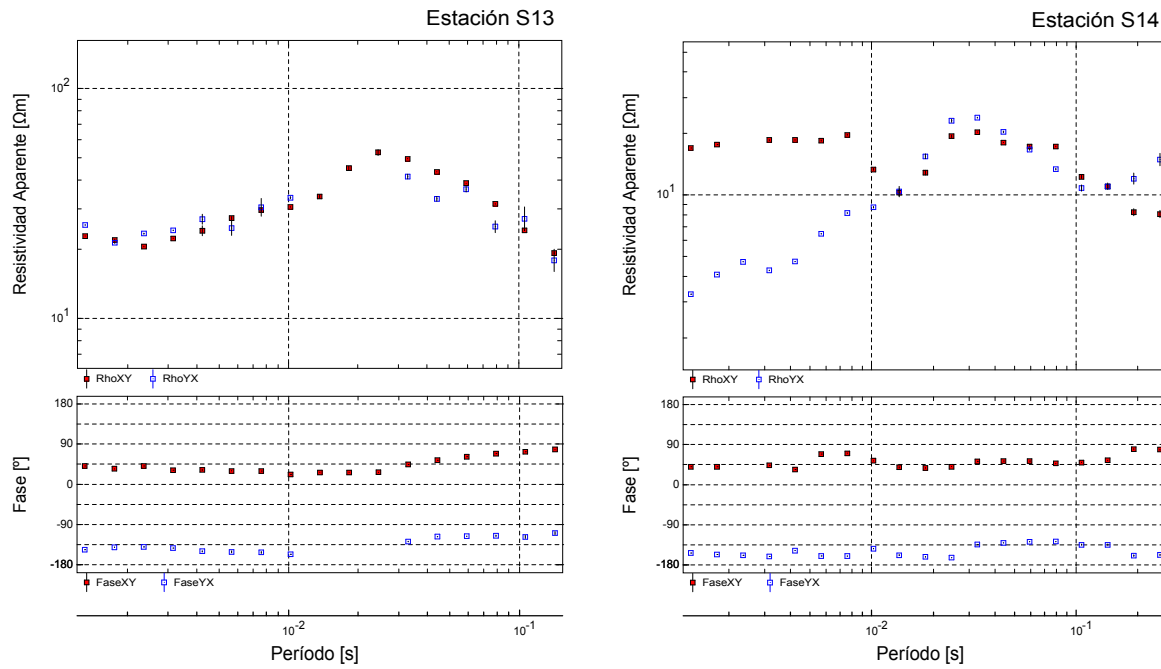 Estación S13
Resistividad Aparente [Ωm]
10²
10¹
RhoXY RhoYX
Fase [º]
180
90
0
-90
-180
FaseXY FaseYX
10⁻² 10⁻¹
Período [s]
Estación S14
Resistividad Aparente [Ωm]
10¹
RhoXY RhoYX
Fase [º]
180
90
0
-90
-180
FaseXY FaseYX
10⁻² 10⁻¹
Período [s]